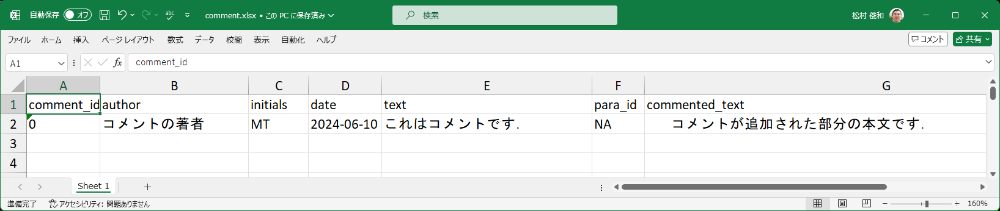 自動保存 オフ abc comment.xlsx • この PC に保存済み 検索 松村 俊和
ファイル ホーム 挿入 ページ レイアウト 数式 データ 校閲 表示 自動化 ヘルプ コメント 共有
A1 fx comment_id
A B C D E F G
1 comment_id author initials date text para_id commented_text
2 0 コメントの著者 MT 2024-06-10 これはコメントです. NA コメントが追加された部分の本文です.
3
4
Sheet 1
準備完了 アクセシビリティ: 問題ありません 160%